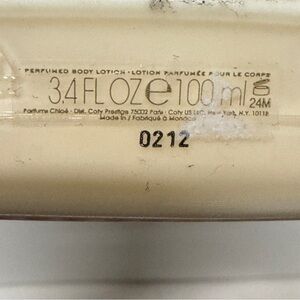 PERFUMED BODY LOTION • LOTION PARFUMÉE POUR LE CORPS
3.4 FL OZ e 100 ml 24M
Parfums Chloé • Dist. Coty Prestige 75002 Paris • Coty US LLC, New York, N.Y. 10118
Made in / Fabriqué à Monaco
0212